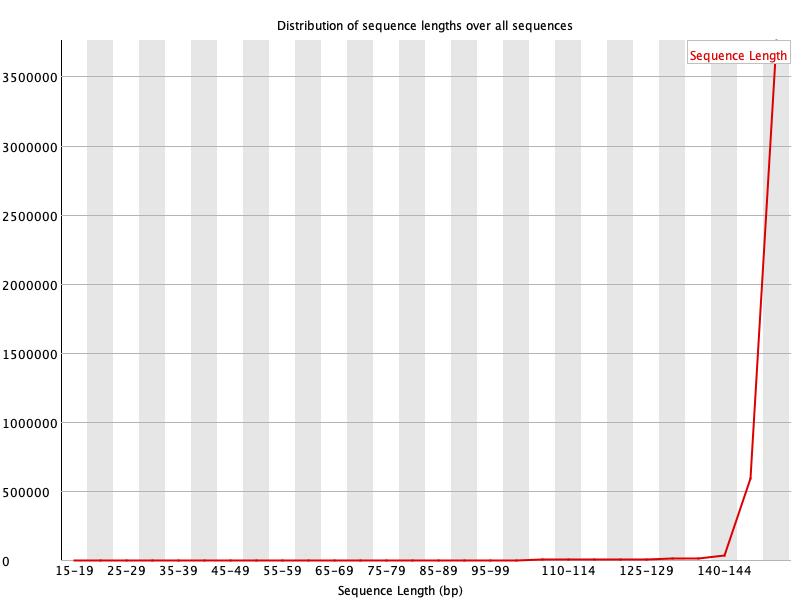 Distribution of sequence lengths over all sequences
Sequence Length
3500000
3000000
2500000
2000000
1500000
1000000
500000
0
15-19 25-29 35-39 45-49 55-59 65-69 75-79 85-89 95-99 110-114 125-129 140-144
Sequence Length (bp)